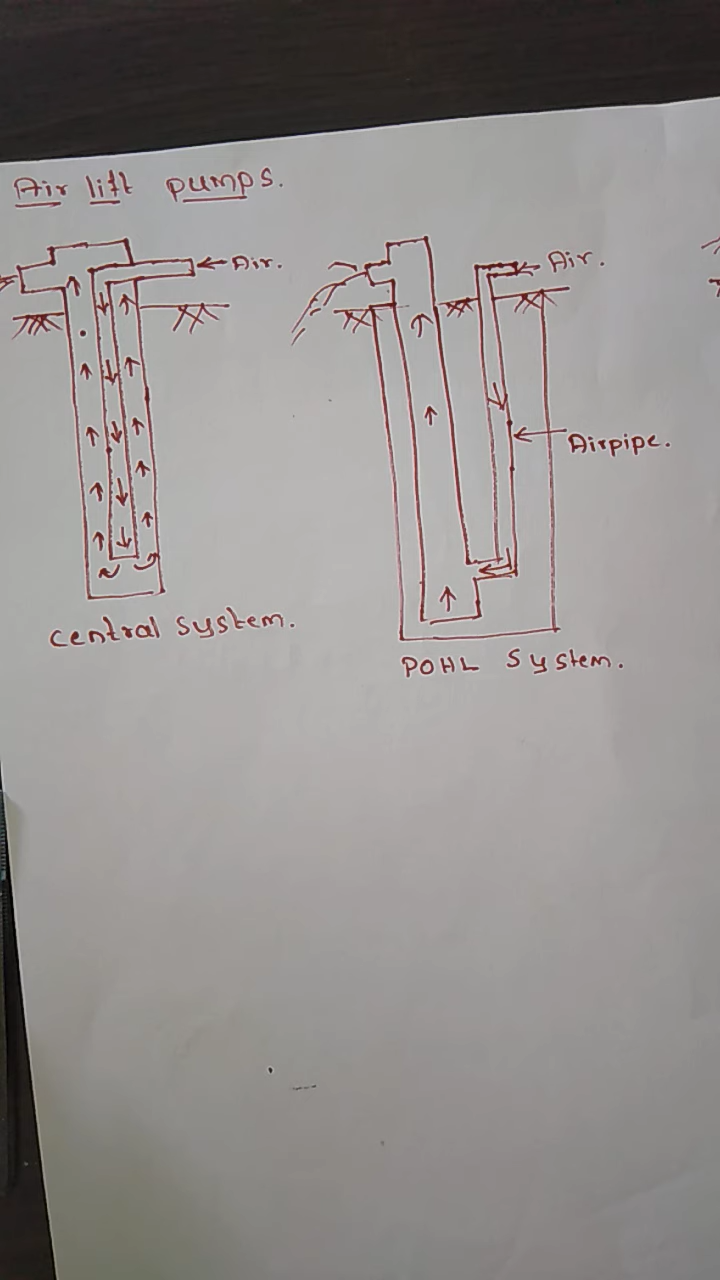 Air lift pumps.
Air.
Air.
Airpipe.
Central System.
POHL System.